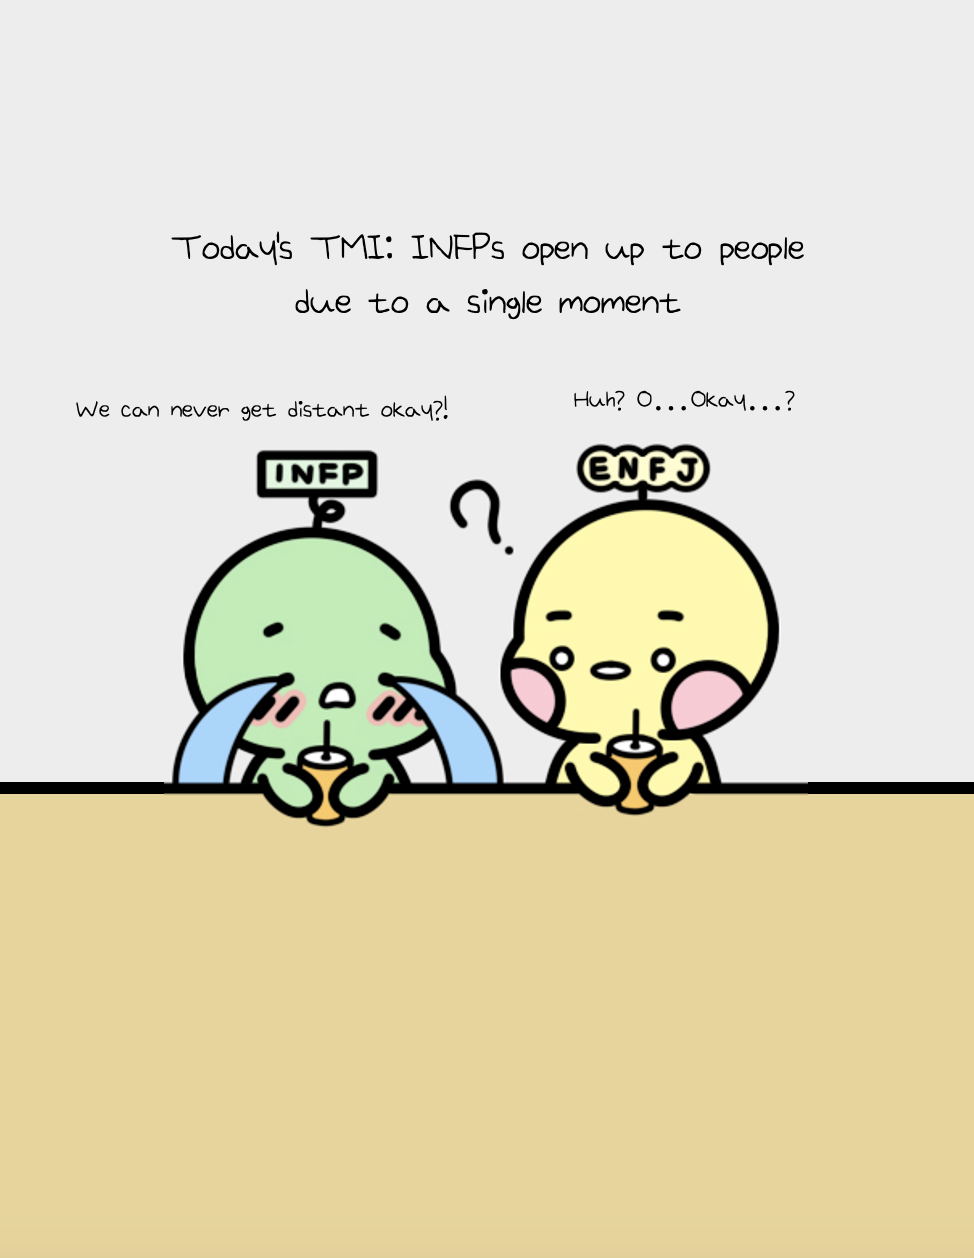 Today's TMI: INFPs open up to people
due to a single moment
We can never get distant okay?!
Huh? O...Okay...?
INFP
ENFJ
?